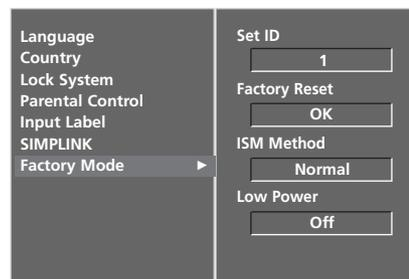 Language
Country
Lock System
Parental Control
Input Label
SIMPLINK
Factory Mode ►
Set ID
1
Factory Reset
OK
ISM Method
Normal
Low Power
Off